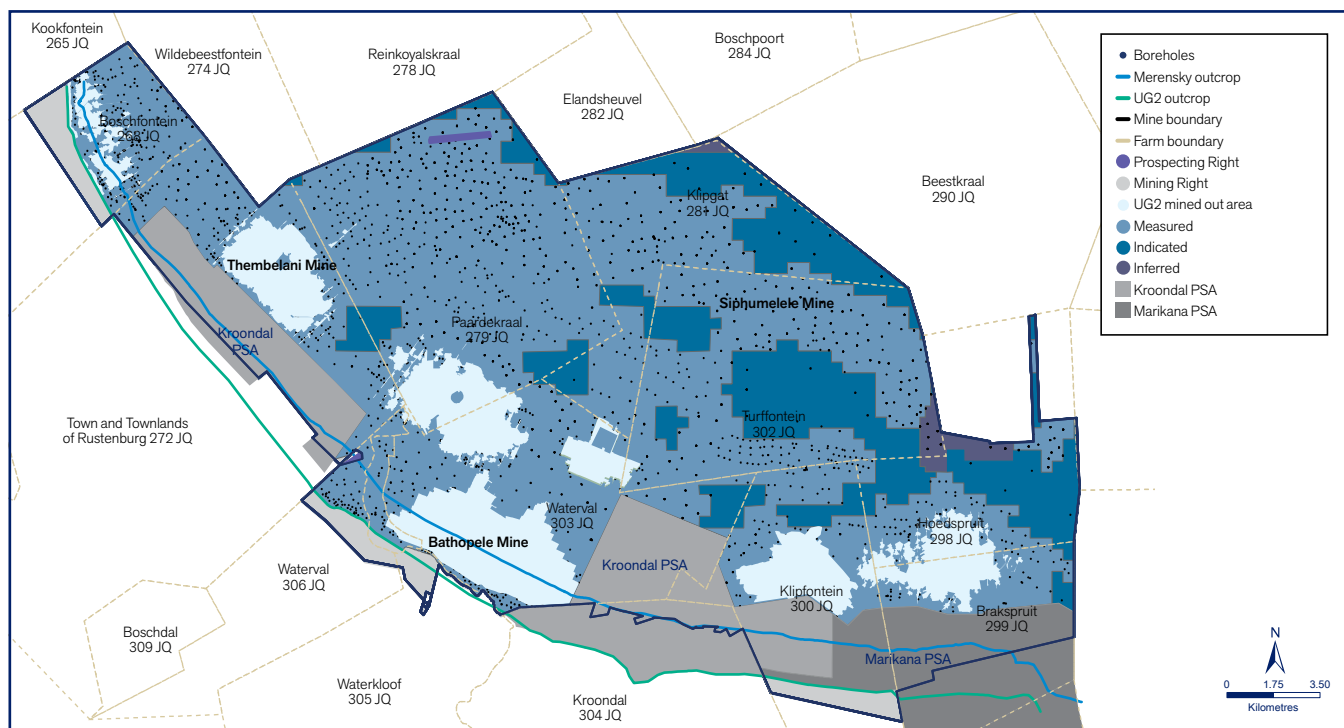 Kookfontein
265 JQ
Wildebeestfontein
274 JQ
Reinkoyalskraal
278 JQ
Boschpoort
284 JQ
Elandsheuvel
282 JQ
Boschfontein
268 JQ
Klipgat
281 JQ
Beestkraal
290 JQ
Thembelani Mine
Siphumelele Mine
Kroondal
PSA
Paardekraal
279 JQ
Town and Townlands
of Rustenburg 272 JQ
Turffontein
302 JQ
Waterval
303 JQ
Hoedspruit
298 JQ
Bathopele Mine
Kroondal PSA
Waterval
306 JQ
Klipfontein
300 JQ
Brakspruit
299 JQ
Boschdal
309 JQ
Marikana PSA
Waterkloof
305 JQ
Kroondal
304 JQ
Boreholes
Merensky outcrop
UG2 outcrop
Mine boundary
Farm boundary
Prospecting Right
Mining Right
UG2 mined out area
Measured
Indicated
Inferred
Kroondal PSA
Marikana PSA
N
0 1.75 3.50
Kilometres